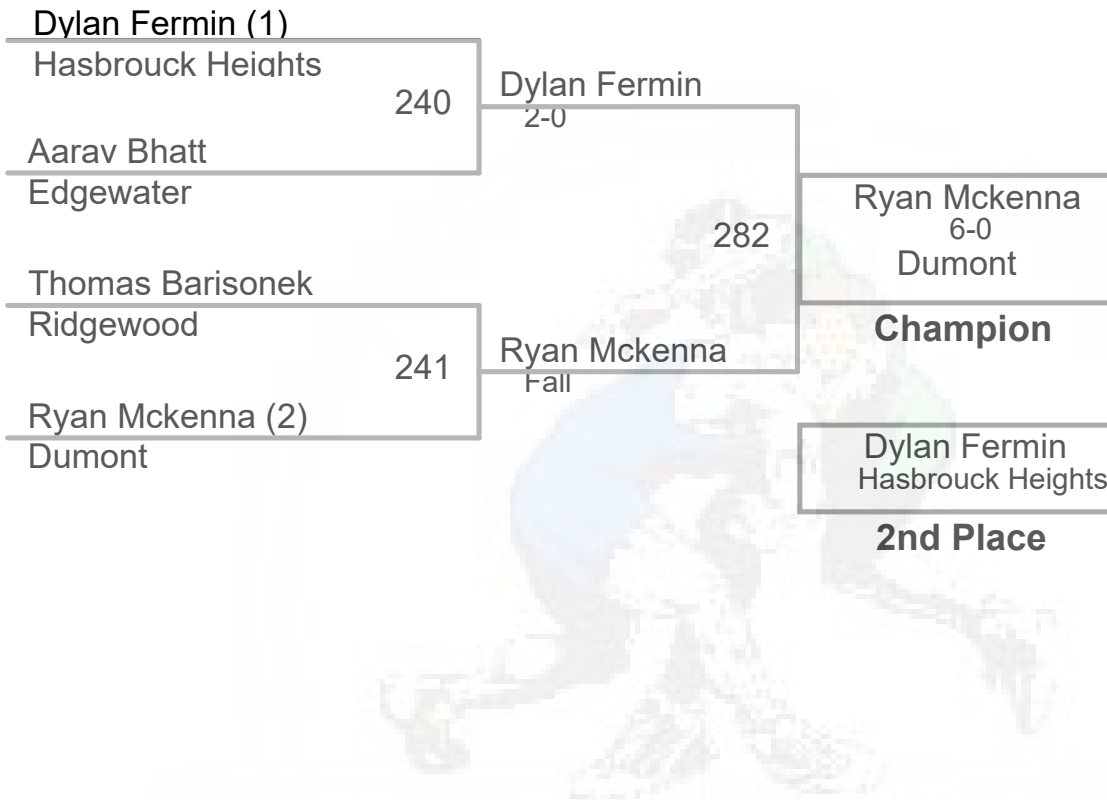 Dylan Fermin (1)
Hasbrouck Heights
240
Aarav Bhatt
Edgewater
Thomas Barisonek
Ridgewood
241
Ryan Mckenna (2)
Dumont
Dylan Fermin
2-0
282
Ryan Mckenna
Fall
Ryan Mckenna
6-0
Dumont
Champion
Dylan Fermin
Hasbrouck Heights
2nd Place